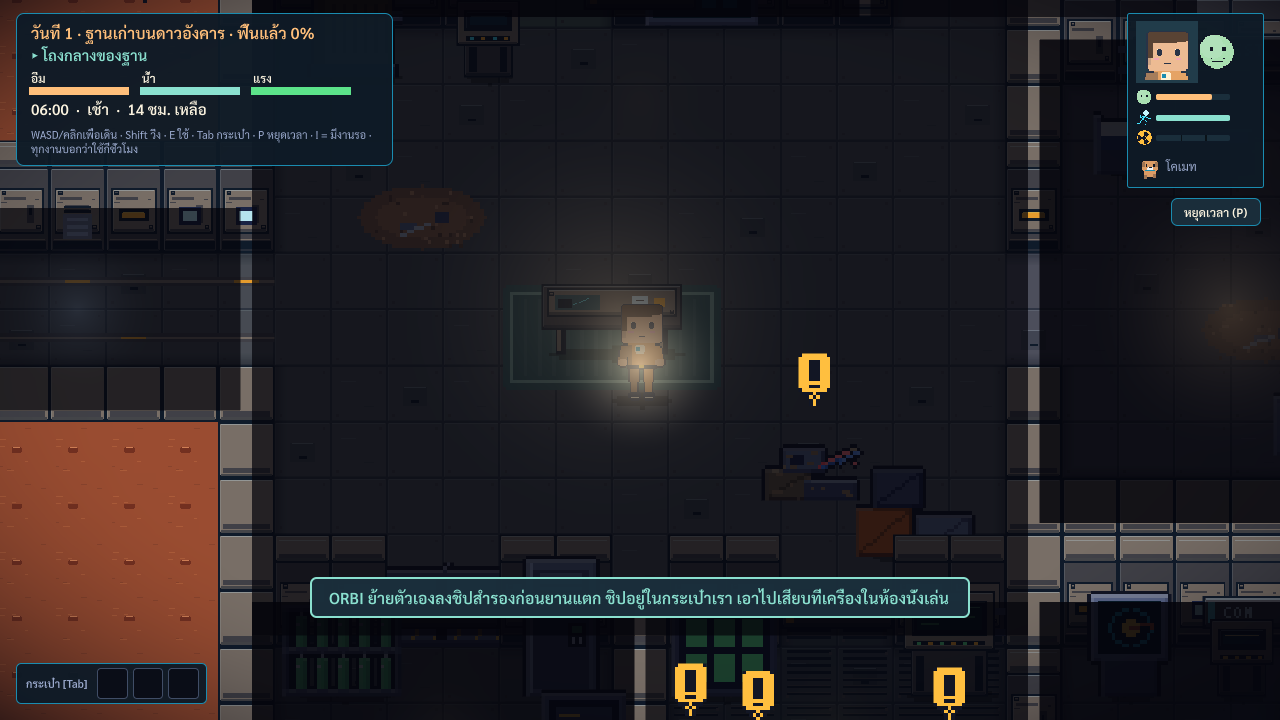 วันที่ 1 · ฐานเก่าบนดาวอังคาร · ฟื้นแล้ว 0%
▸ โถงกลางของฐาน
อิ่ม น้ำ แรง
06:00 · เช้า · 14 ชม. เหลือ
WASD/คลิกเพื่อเดิน · Shift วิ่ง · E ใช้ · Tab กระเป๋า · P หยุดเวลา · ! = มีงานรอ ·
ทุกงานบอกว่าใช้กี่ชั่วโมง
โคเมท
หยุดเวลา (P)
ORBI ย้ายตัวเองลงชิปสำรองก่อนยานแตก ชิปอยู่ในกระเป๋าเรา เอาไปเสียบที่เครื่องในห้องนั่งเล่น
COM
กระเป๋า [Tab]